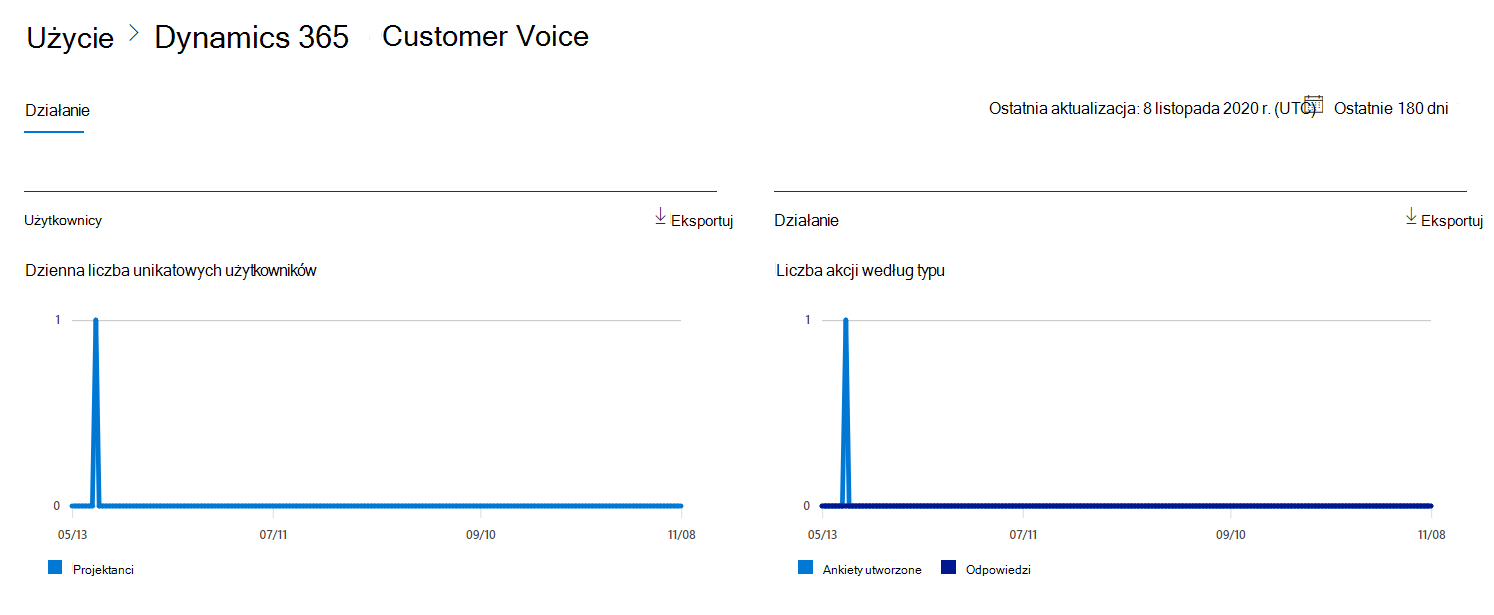 Użycie > Dynamics 365 Customer Voice
Działanie
Ostatnia aktualizacja: 8 listopada 2020 r. (UTC) Ostatnie 180 dni
Użytkownicy
Eksportuj
Dzienna liczba unikatowych użytkowników
1
0
05/13 07/11 09/10 11/08
Projektanci
Działanie
Eksportuj
Liczba akcji według typu
1
0
05/13 07/11 09/10 11/08
Ankiety utworzone Odpowiedzi